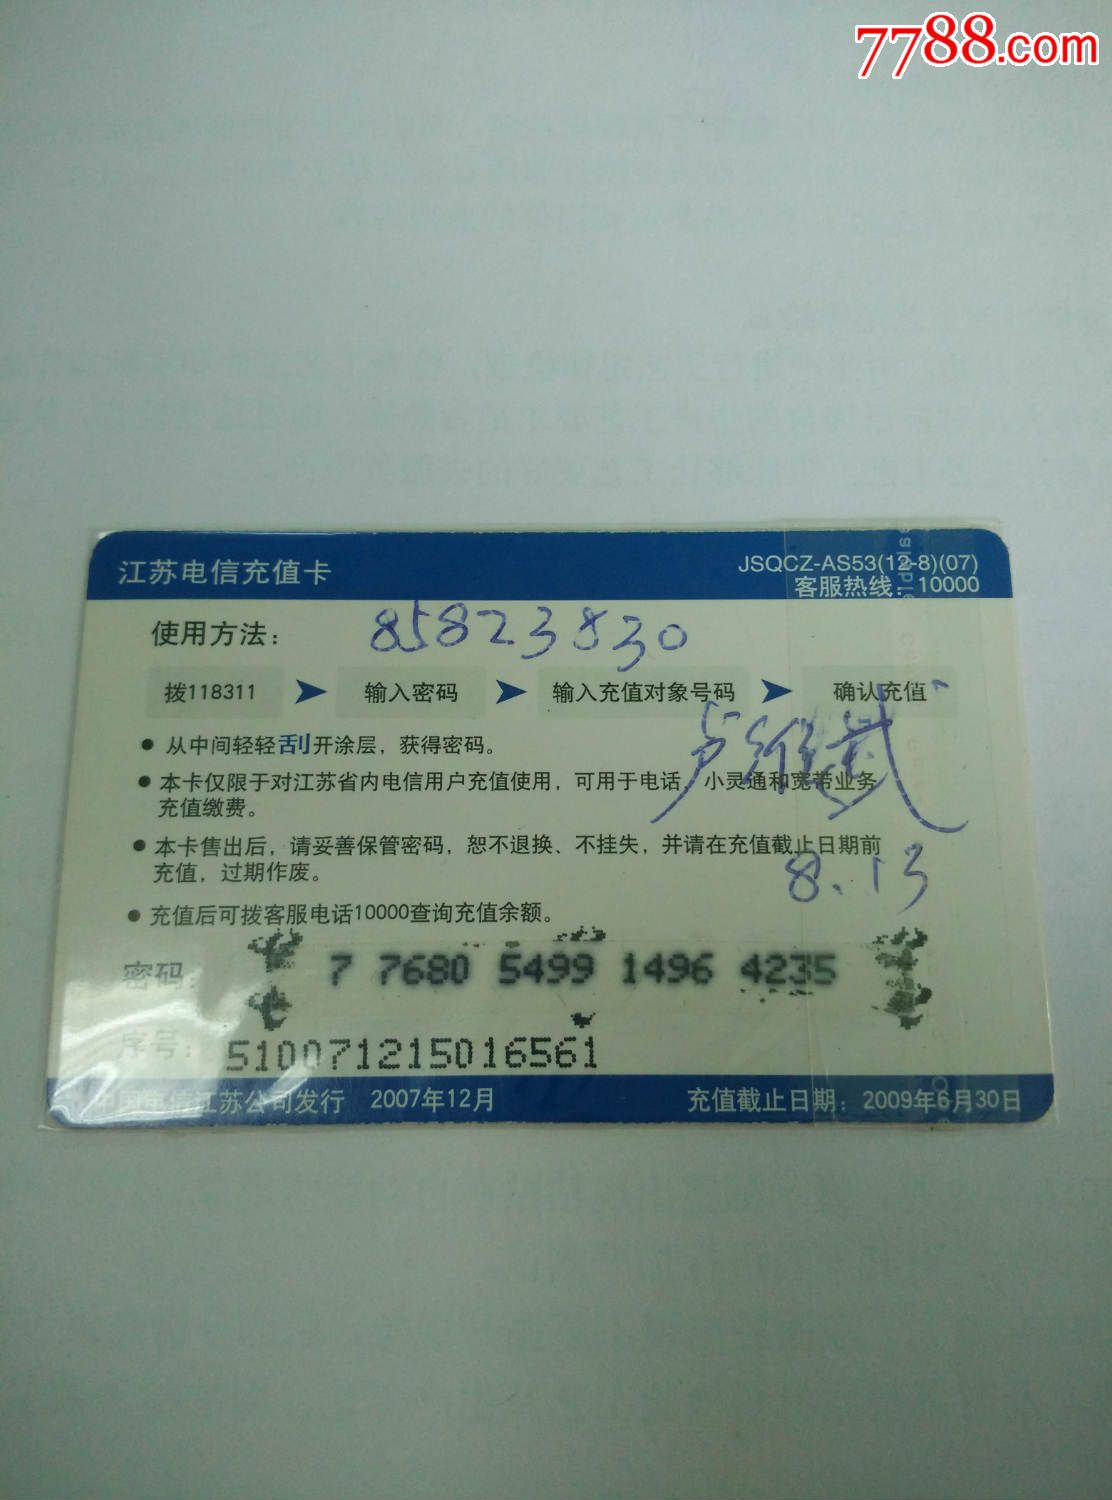 7788.com
江苏电信充值卡
JSQCZ-AS53(12-8)(07)
客服热线：10000
使用方法：
85823830
拨118311 ➤ 输入密码 ➤ 输入充值对象号码 ➤ 确认充值
● 从中间轻轻刮开涂层，获得密码。
● 本卡仅限于对江苏省内电信用户充值使用，可用于电话、小灵通和宽带业务
充值缴费。
● 本卡售出后，请妥善保管密码，恕不退换、不挂失，并请在充值截止日期前
充值，过期作废。
8.13
● 充值后可拨客服电话10000查询充值余额。
密码： 7 7680 5499 1496 4235
序号： 510071215016561
中国电信江苏公司发行 2007年12月
充值截止日期：2009年6月30日